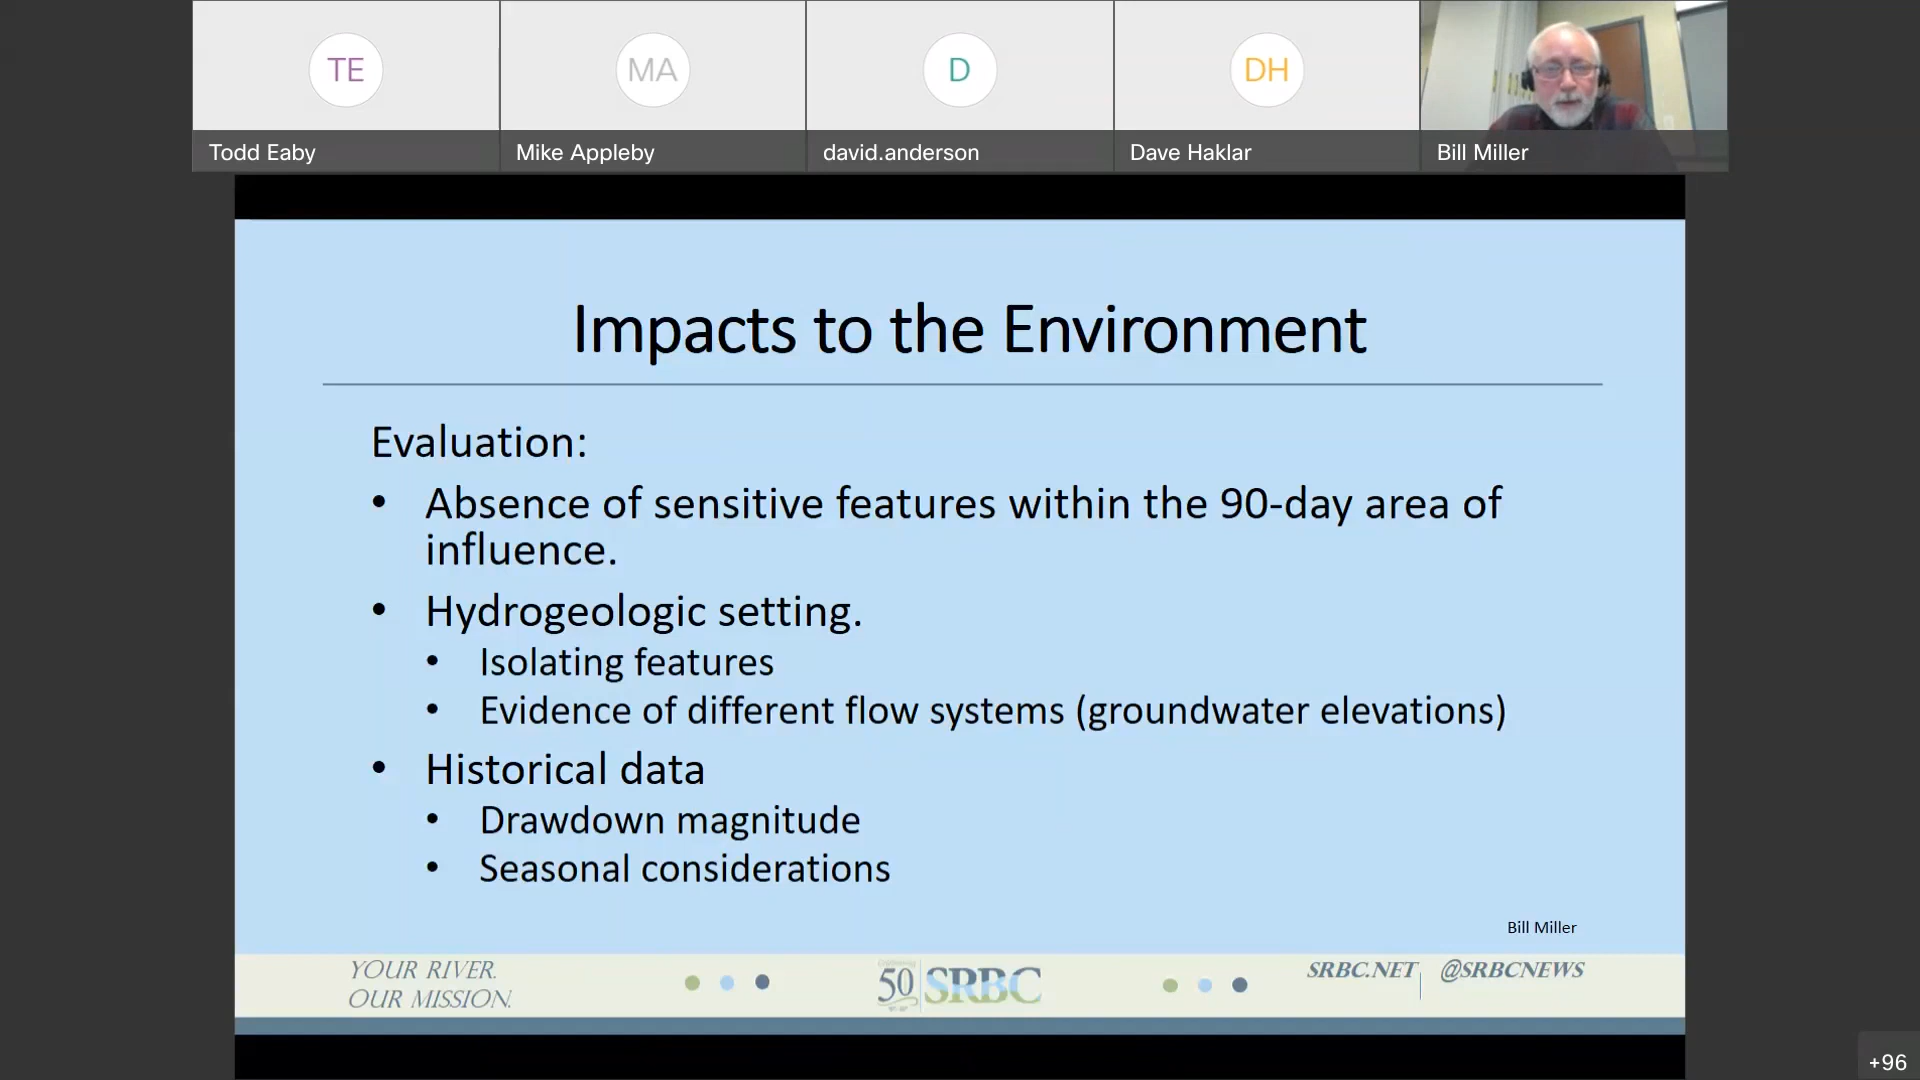 TE
MA
D
DH
Todd Eaby
Mike Appleby
david.anderson
Dave Haklar
Bill Miller
Impacts to the Environment
Evaluation:
• Absence of sensitive features within the 90-day area of
influence.
• Hydrogeologic setting.
• Isolating features
• Evidence of different flow systems (groundwater elevations)
• Historical data
• Drawdown magnitude
• Seasonal considerations
Bill Miller
YOUR RIVER.
OUR MISSION.
50 SRBC
SRBC.NET
@SRBCNEWS
+96